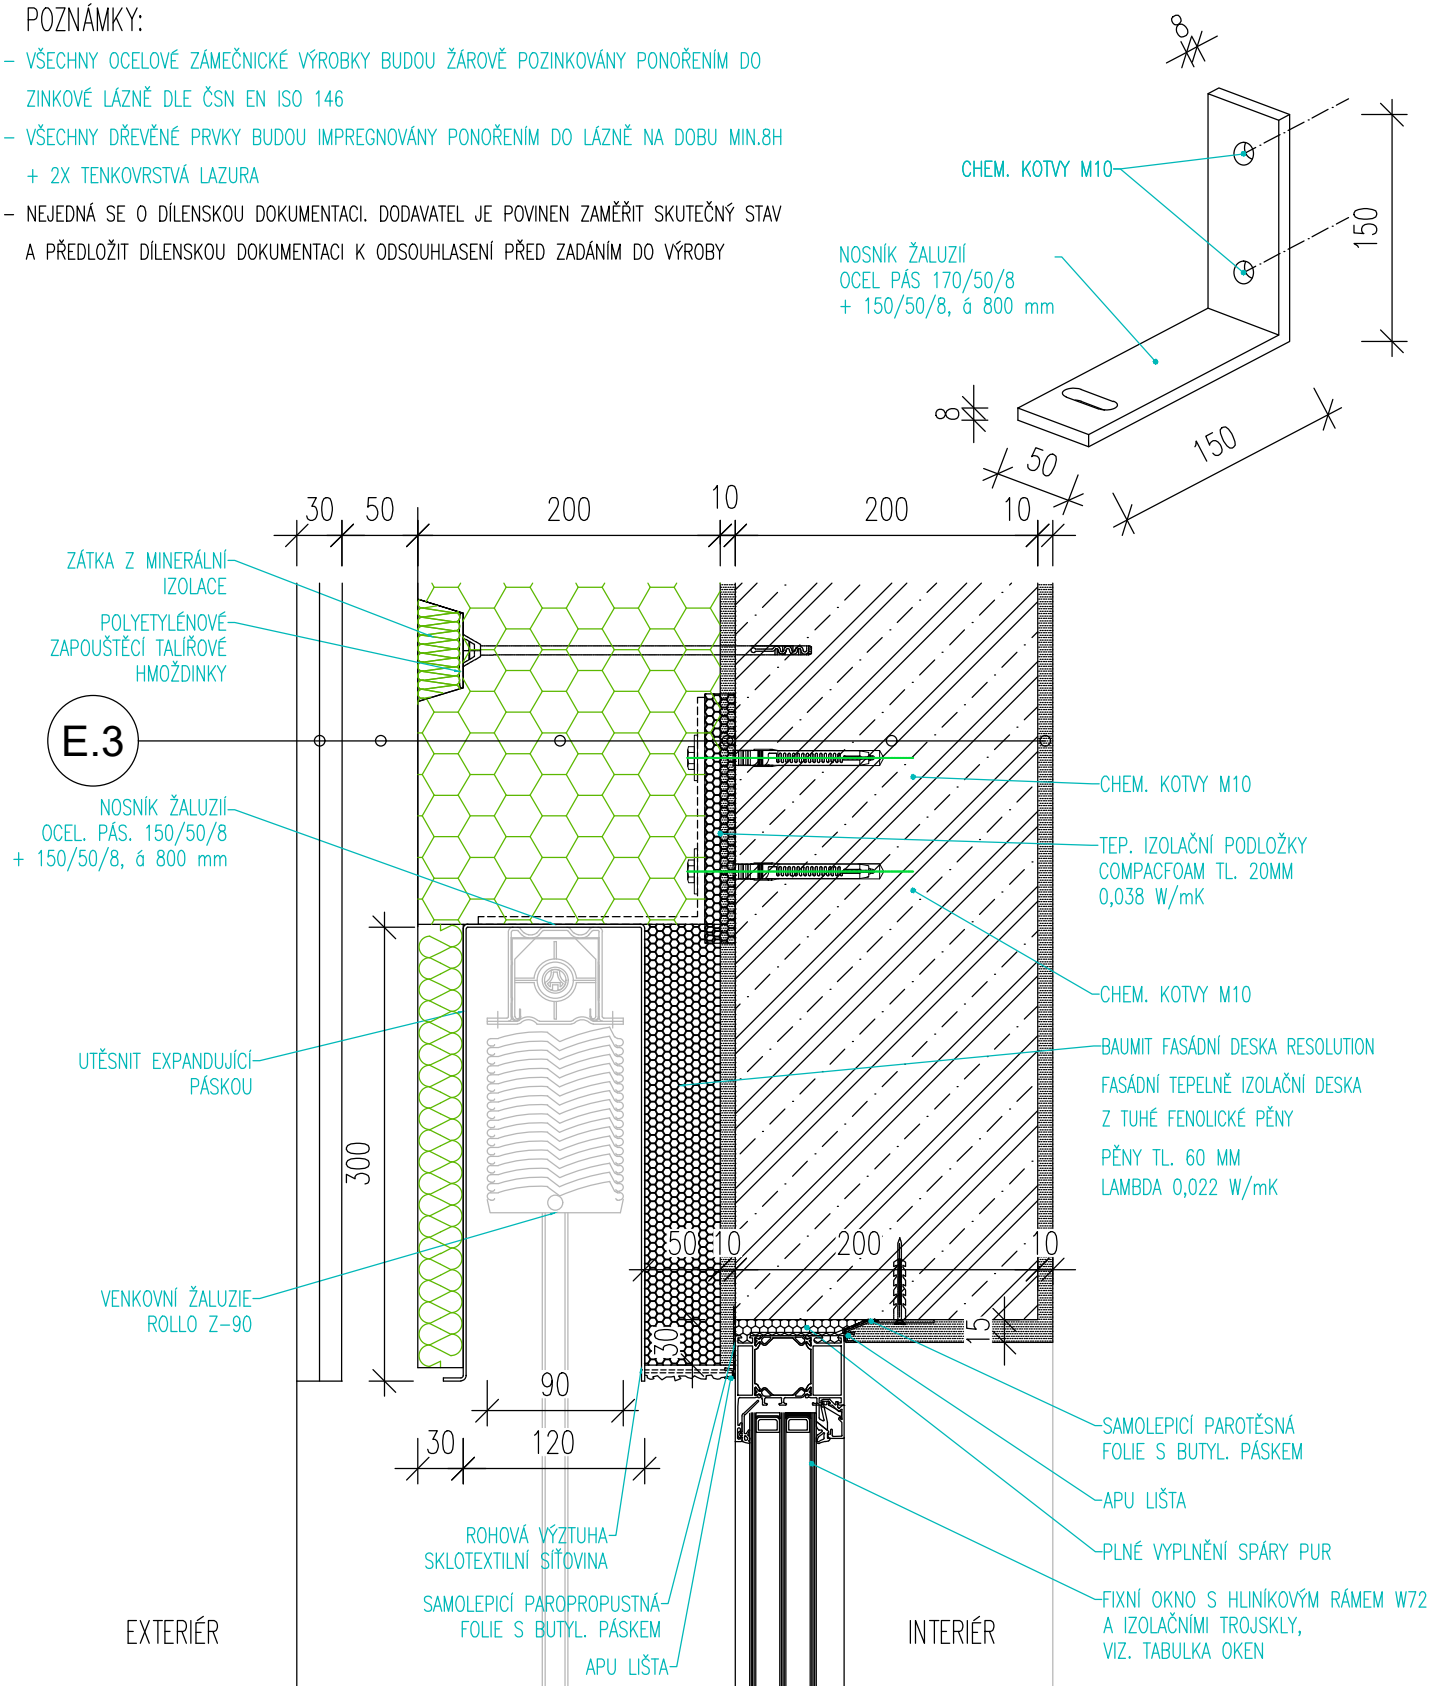 POZNÁMKY:
- VŠECHNY OCELOVÉ ZÁMEČNICKÉ VÝROBKY BUDOU ŽÁROVĚ POZINKOVÁNY PONOŘENÍM DO
ZINKOVÉ LÁZNĚ DLE ČSN EN ISO 146
- VŠECHNY DŘEVĚNÉ PRVKY BUDOU IMPREGNOVÁNY PONOŘENÍM DO LÁZNĚ NA DOBU MIN.8H
+ 2X TENKOVRSTVÁ LAZURA
- NEJEDNÁ SE O DÍLENSKOU DOKUMENTACI. DODAVATEL JE POVINEN ZAMĚŘIT SKUTEČNÝ STAV
A PŘEDLOŽIT DÍLENSKOU DOKUMENTACI K ODSOUHLASENÍ PŘED ZADÁNÍM DO VÝROBY
8
CHEM. KOTVY M10
150
NOSNÍK ŽALUZIÍ
OCEL PÁS 170/50/8
+ 150/50/8, á 800 mm
8
50
150
30
50
200
10
200
10
ZÁTKA Z MINERÁLNÍ
IZOLACE
POLYETYLÉNOVÉ
ZAPOUŠTĚCÍ TALÍŘOVÉ
HMOŽDINKY
E.3
NOSNÍK ŽALUZIÍ
OCEL. PÁS. 150/50/8
+ 150/50/8, á 800 mm
CHEM. KOTVY M10
TEP. IZOLAČNÍ PODLOŽKY
COMPACFOAM TL. 20MM
0,038 W/mK
CHEM. KOTVY M10
UTĚSNIT EXPANDUJÍCÍ
PÁSKOU
BAUMIT FASÁDNÍ DESKA RESOLUTION
FASÁDNÍ TEPELNĚ IZOLAČNÍ DESKA
Z TUHÉ FENOLICKÉ PĚNY
PĚNY TL. 60 MM
LAMBDA 0,022 W/mK
300
50
10
200
10
VENKOVNÍ ŽALUZIE
ROLLO Z-90
30
15
90
30
120
SAMOLEPICÍ PAROTĚSNÁ
FOLIE S BUTYL. PÁSKEM
APU LIŠTA
PLNÉ VYPLNĚNÍ SPÁRY PUR
FIXNÍ OKNO S HLINÍKOVÝM RÁMEM W72
A IZOLAČNÍMI TROJSKLY,
VIZ. TABULKA OKEN
ROHOVÁ VÝZTUHA
SKLOTEXTILNÍ SÍŤOVINA
SAMOLEPICÍ PAROPROPUSTNÁ
FOLIE S BUTYL. PÁSKEM
APU LIŠTA
EXTERIÉR
INTERIÉR